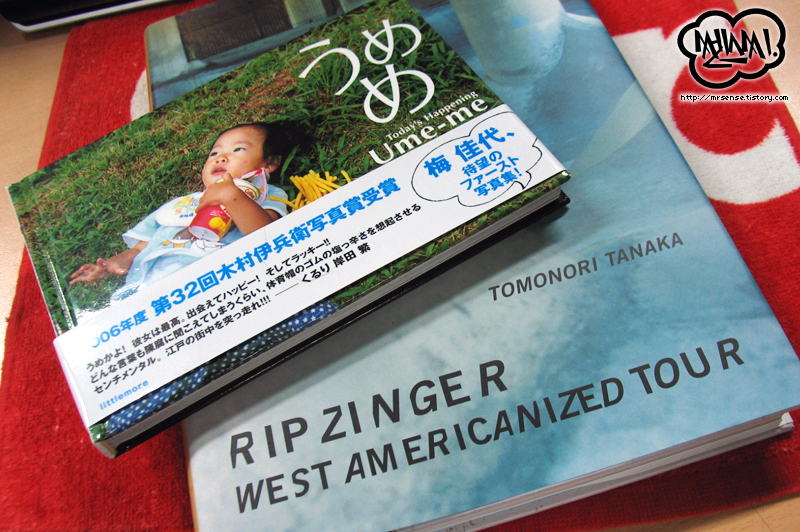 http://mrsense.tistory.com
うめめ
Today's Happening
Ume-me
梅 佳代、
待望の
ファースト
写真集!
006年度 第32回木村伊兵衛写真賞受賞
うめかよ! 彼女は最高。出会えてハッピー! そしてラッキー!!
どんな言葉も陳腐に聞こえてしまうくらい、体育帽のゴムの塩っ辛さを想起させる
センチメンタル。江戸の街中を突っ走れ!!! ──くるり 岸田 繁
littlemore
TOMONORI TANAKA
RIPZINGER
WEST AMERICANIZED TOUR